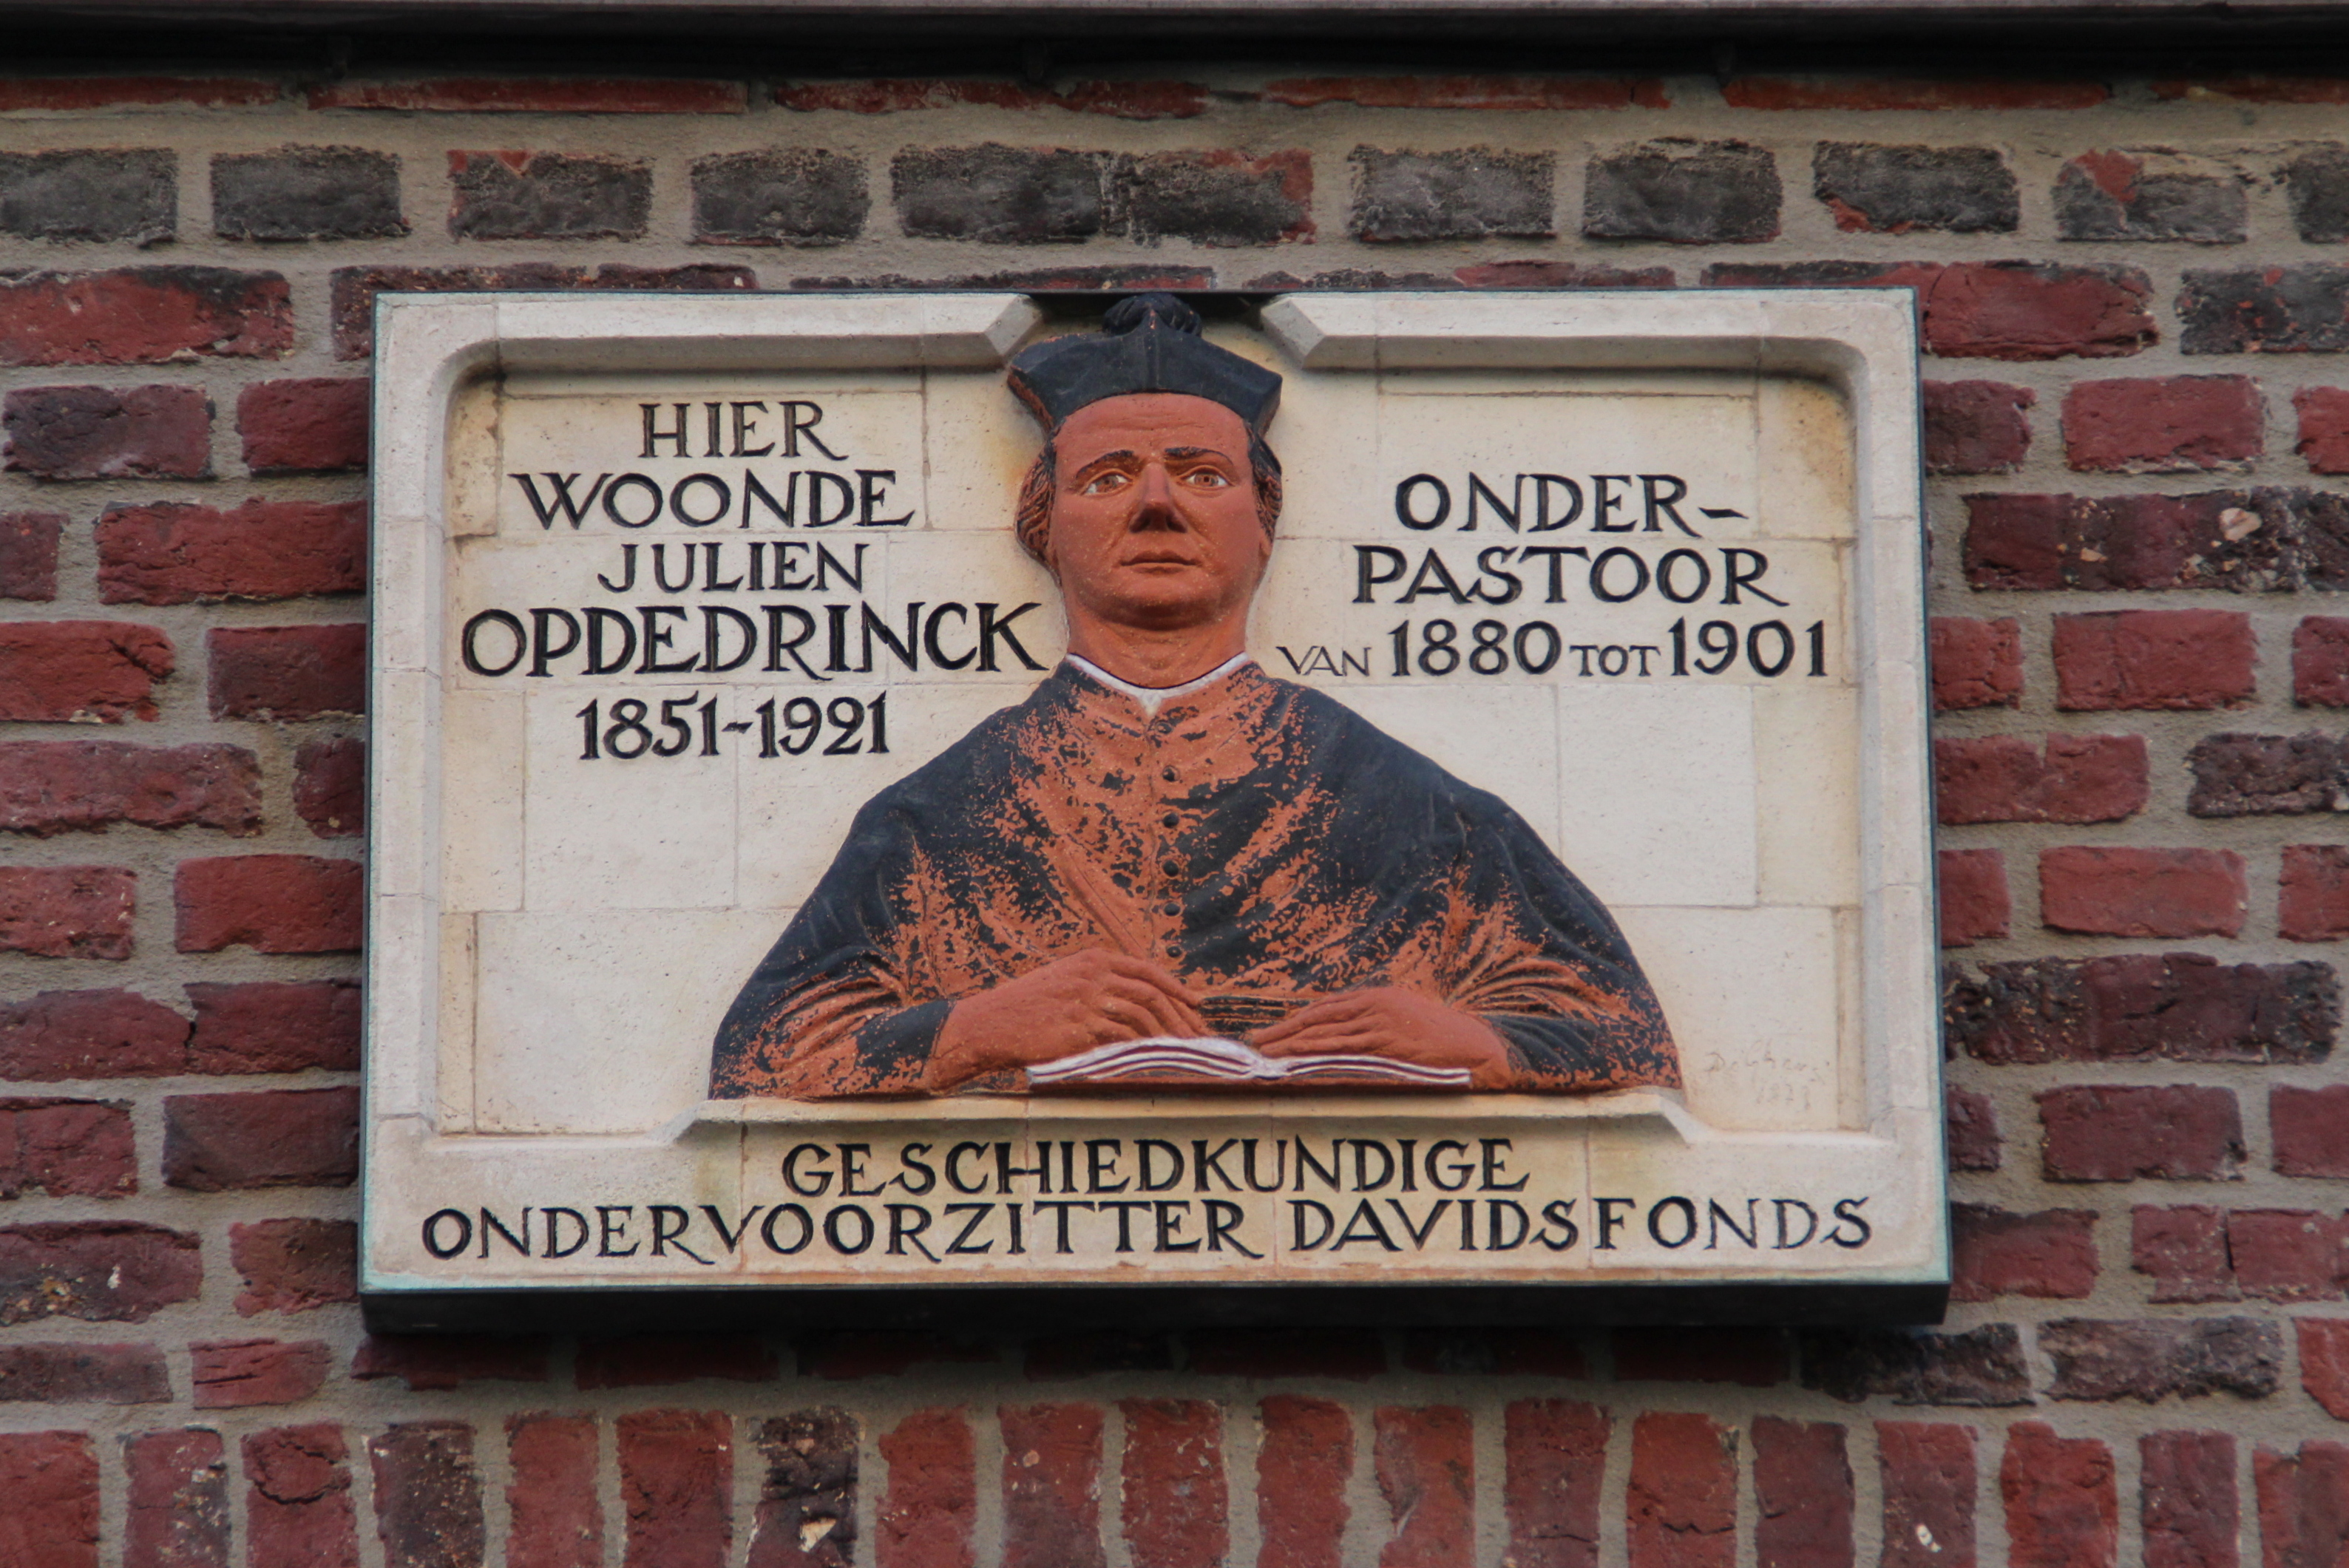 HIER
WOONDE
JULIEN
OPDEDRINCK
1851-1921
ONDER-
PASTOOR
VAN 1880 TOT 1901
GESCHIEDKUNDIGE
ONDERVOORZITTER DAVIDSFONDS